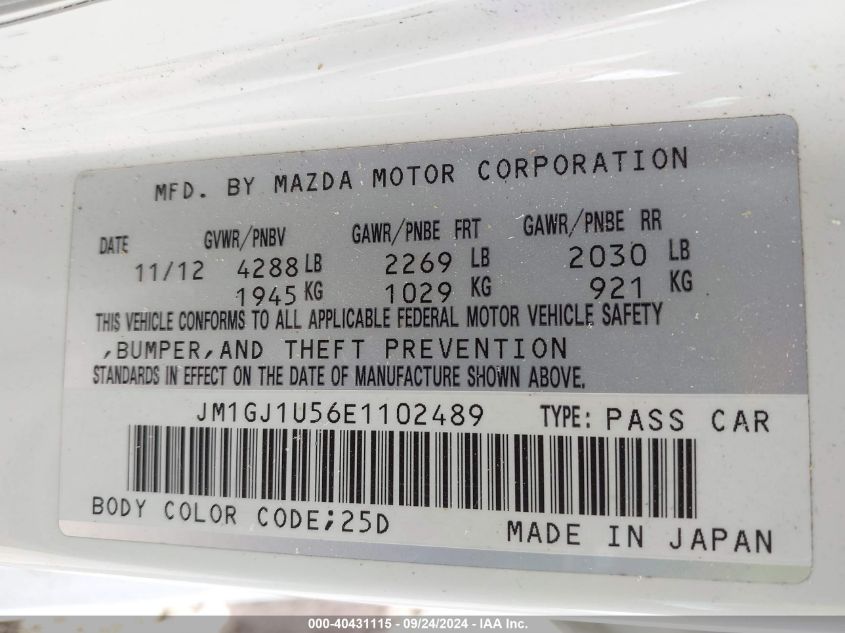 MFD. BY MAZDA MOTOR CORPORATION
DATE GVWR/PNBV GAWR/PNBE FRT GAWR/PNBE RR
11/12 4288 LB 2269 LB 2030 LB
1945 KG 1029 KG 921 KG
THIS VEHICLE CONFORMS TO ALL APPLICABLE FEDERAL MOTOR VEHICLE SAFETY
,BUMPER,AND THEFT PREVENTION
STANDARDS IN EFFECT ON THE DATE OF MANUFACTURE SHOWN ABOVE.
JM1GJ1U56E1102489 TYPE: PASS CAR
BODY COLOR CODE;25D MADE IN JAPAN
000-40431115 - 09/24/2024 - IAA Inc.